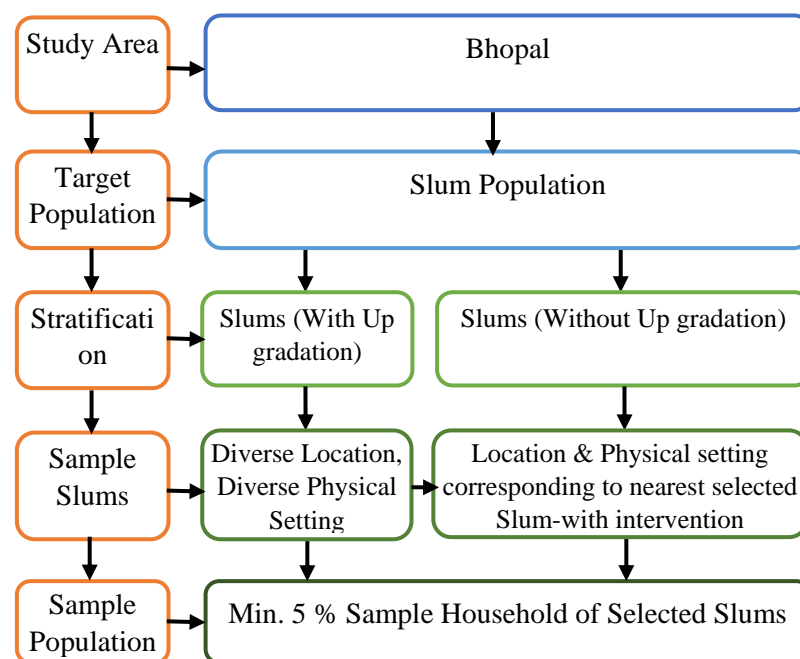 Study Area
Bhopal
Target
Population
Slum Population
Stratificati
on
Slums (With Up
gradation)
Slums (Without Up gradation)
Sample
Slums
Diverse Location,
Diverse Physical
Setting
Location & Physical setting
corresponding to nearest selected
Slum-with intervention
Sample
Population
Min. 5 % Sample Household of Selected Slums